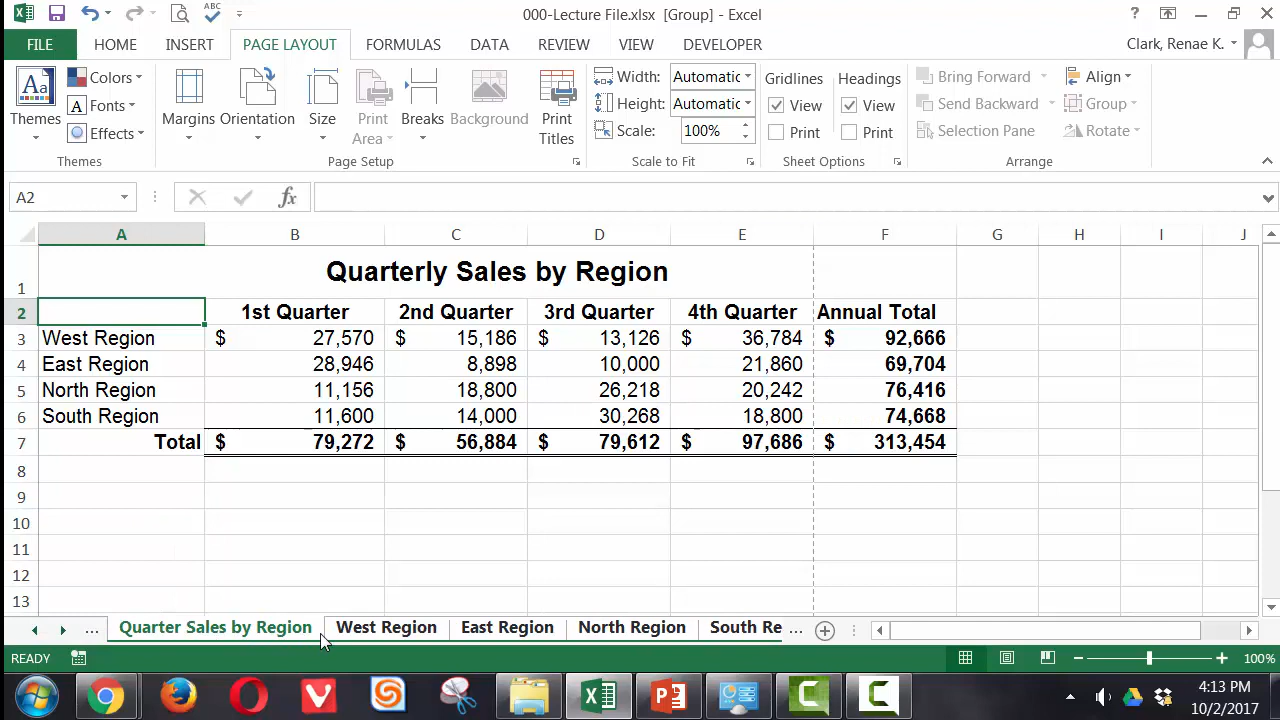 ABC
000-Lecture File.xlsx [Group] - Excel
?
FILE HOME INSERT PAGE LAYOUT FORMULAS DATA REVIEW VIEW DEVELOPER Clark, Renae K.
Aa
Themes
Colors
A Fonts
Effects
Themes
Margins Orientation Size Print Area Breaks Background Print Titles
Page Setup
Width: Automatic
Height: Automatic
Scale: 100%
Scale to Fit
Gridlines Headings
View View
Print Print
Sheet Options
Bring Forward Align
Send Backward Group
Selection Pane Rotate
Arrange
A2 fx
A B C D E F G H I J
1 Quarterly Sales by Region
2 1st Quarter 2nd Quarter 3rd Quarter 4th Quarter Annual Total
3 West Region $ 27,570 $ 15,186 $ 13,126 $ 36,784 $ 92,666
4 East Region 28,946 8,898 10,000 21,860 69,704
5 North Region 11,156 18,800 26,218 20,242 76,416
6 South Region 11,600 14,000 30,268 18,800 74,668
7 Total $ 79,272 $ 56,884 $ 79,612 $ 97,686 $ 313,454
8
9
10
11
12
13
... Quarter Sales by Region West Region East Region North Region South Re ...
READY 100%
4:13 PM
10/2/2017